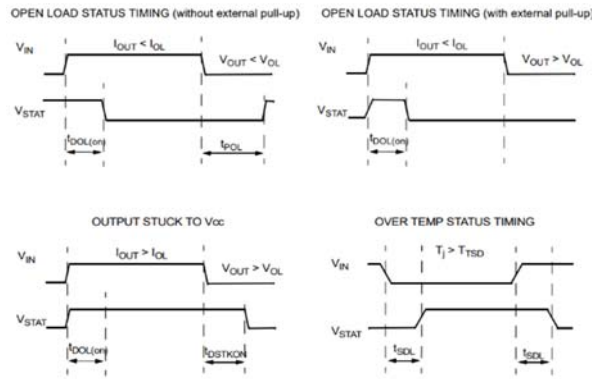 OPEN LOAD STATUS TIMING (without external pull-up)
VIN
IOUT < IOL
VOUT < VOL
VSTAT
tDOL(on)
tPOL
OPEN LOAD STATUS TIMING (with external pull-up)
VIN
IOUT < IOL
VOUT > VOL
VSTAT
tDOL(on)
OUTPUT STUCK TO Vcc
VIN
IOUT > IOL
VOUT > VOL
VSTAT
tDOL(on)
tDSTKON
OVER TEMP STATUS TIMING
Tj > TTSD
VIN
VSTAT
tSDL
tSDL